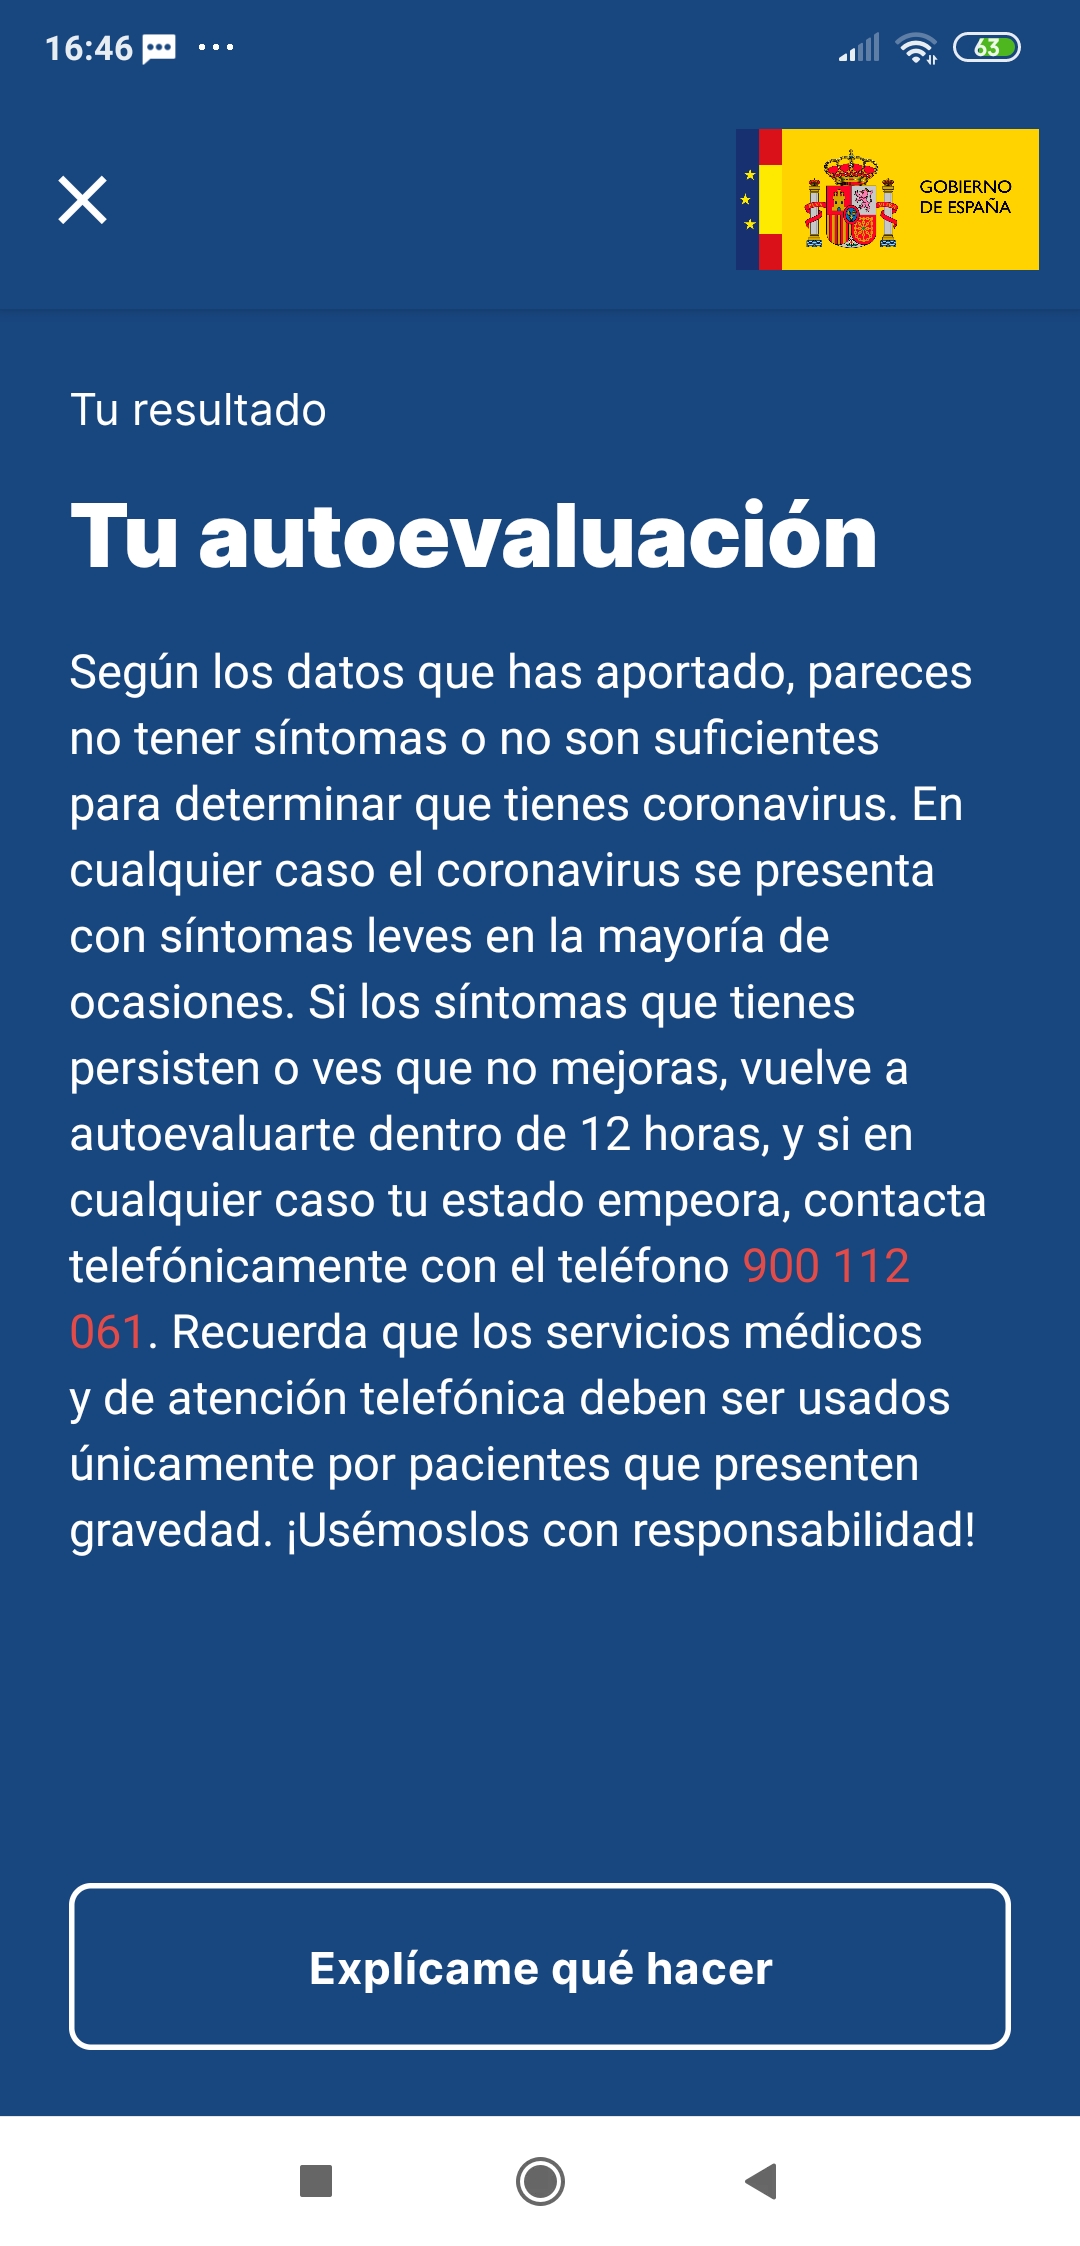 16:46
63
GOBIERNO
DE ESPAÑA
Tu resultado
Tu autoevaluación
Según los datos que has aportado, pareces
no tener síntomas o no son suficientes
para determinar que tienes coronavirus. En
cualquier caso el coronavirus se presenta
con síntomas leves en la mayoría de
ocasiones. Si los síntomas que tienes
persisten o ves que no mejoras, vuelve a
autoevaluarte dentro de 12 horas, y si en
cualquier caso tu estado empeora, contacta
telefónicamente con el teléfono 900 112
061. Recuerda que los servicios médicos
y de atención telefónica deben ser usados
únicamente por pacientes que presenten
gravedad. ¡Usémoslos con responsabilidad!
Explícame qué hacer